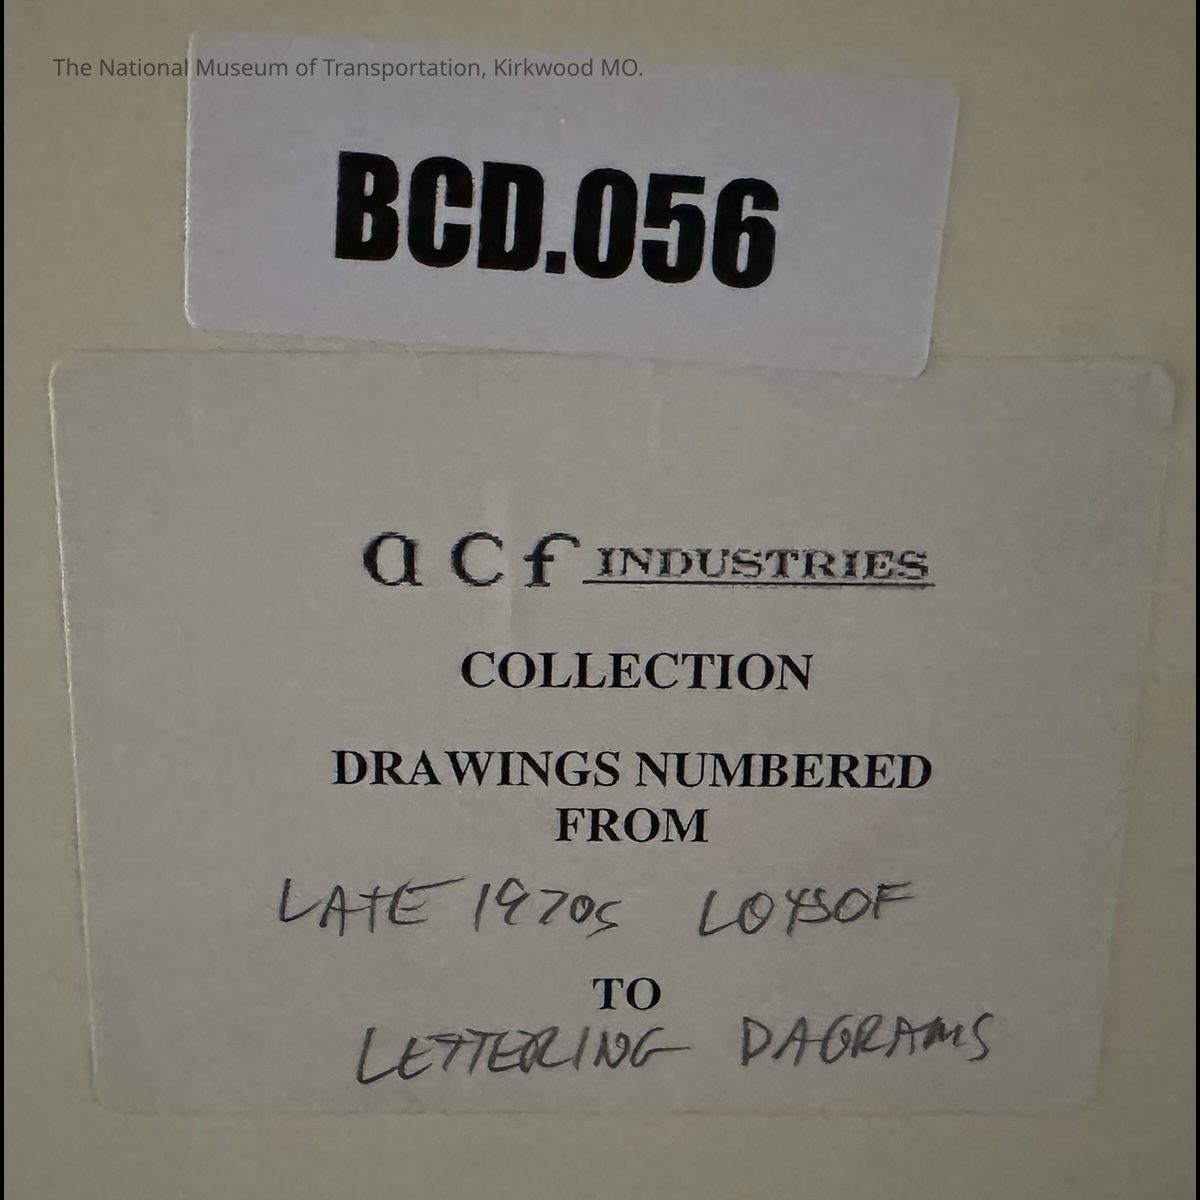 The National Museum of Transportation, Kirkwood MO.
BCD.056
acf INDUSTRIES
COLLECTION
DRAWINGS NUMBERED
FROM
LATE 1970s
TO
LETTERING DAGRAMS